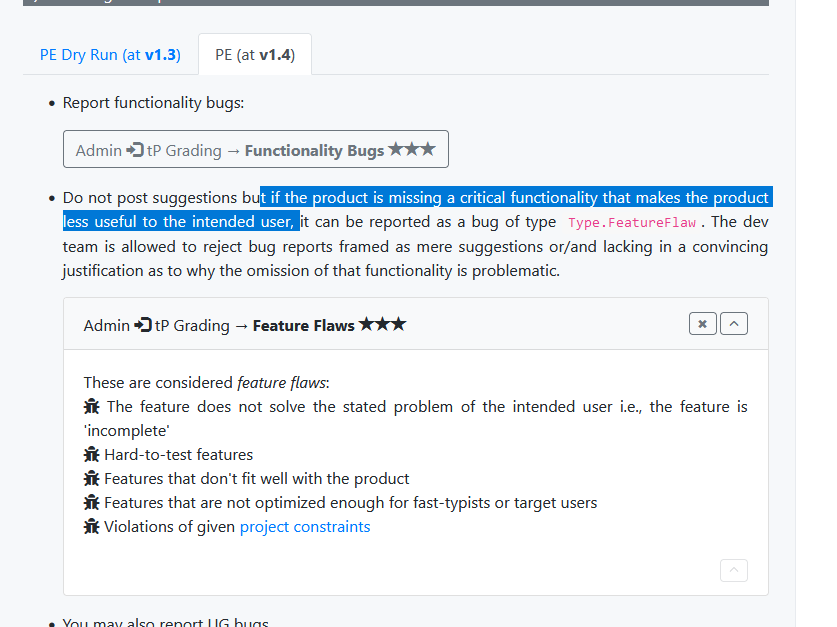 PE Dry Run (at v1.3)
PE (at v1.4)
• Report functionality bugs:
Admin tP Grading → Functionality Bugs ★★★
• Do not post suggestions but if the product is missing a critical functionality that makes the product
less useful to the intended user, it can be reported as a bug of type Type.FeatureFlaw. The dev
team is allowed to reject bug reports framed as mere suggestions or/and lacking in a convincing
justification as to why the omission of that functionality is problematic.
Admin tP Grading → Feature Flaws ★★★
These are considered feature flaws:
The feature does not solve the stated problem of the intended user i.e., the feature is
'incomplete'
Hard-to-test features
Features that don't fit well with the product
Features that are not optimized enough for fast-typists or target users
Violations of given project constraints
• You may also report UG bugs